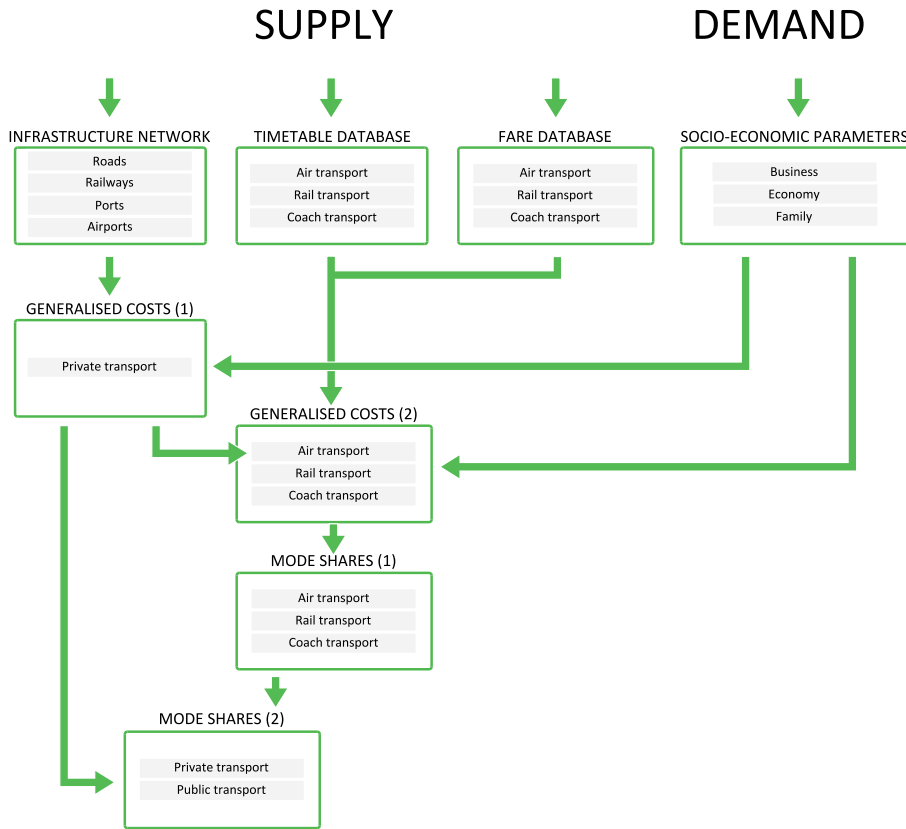 SUPPLY
DEMAND
INFRASTRUCTURE NETWORK
Roads
Railways
Ports
Airports
TIMETABLE DATABASE
Air transport
Rail transport
Coach transport
FARE DATABASE
Air transport
Rail transport
Coach transport
SOCIO-ECONOMIC PARAMETERS
Business
Economy
Family
GENERALISED COSTS (1)
Private transport
GENERALISED COSTS (2)
Air transport
Rail transport
Coach transport
MODE SHARES (1)
Air transport
Rail transport
Coach transport
MODE SHARES (2)
Private transport
Public transport